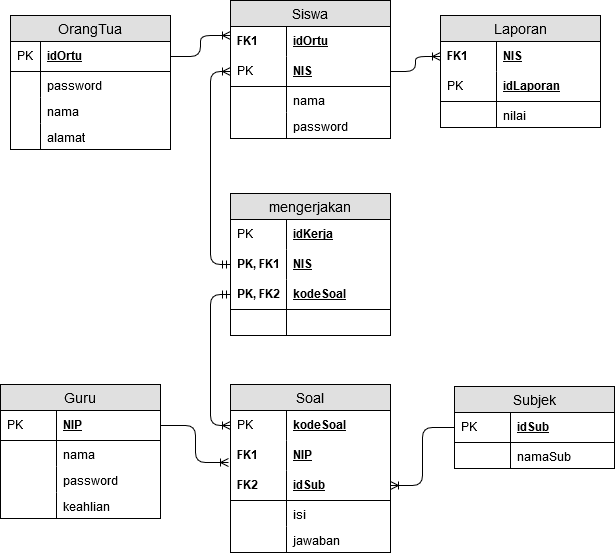 OrangTua
PK idOrtu
password
nama
alamat
Siswa
FK1 idOrtu
PK NIS
nama
password
Laporan
FK1 NIS
PK idLaporan
nilai
mengerjakan
PK idKerja
PK, FK1 NIS
PK, FK2 kodeSoal
Guru
PK NIP
nama
password
keahlian
Soal
PK kodeSoal
FK1 NIP
FK2 idSub
isi
jawaban
Subjek
PK idSub
namaSub